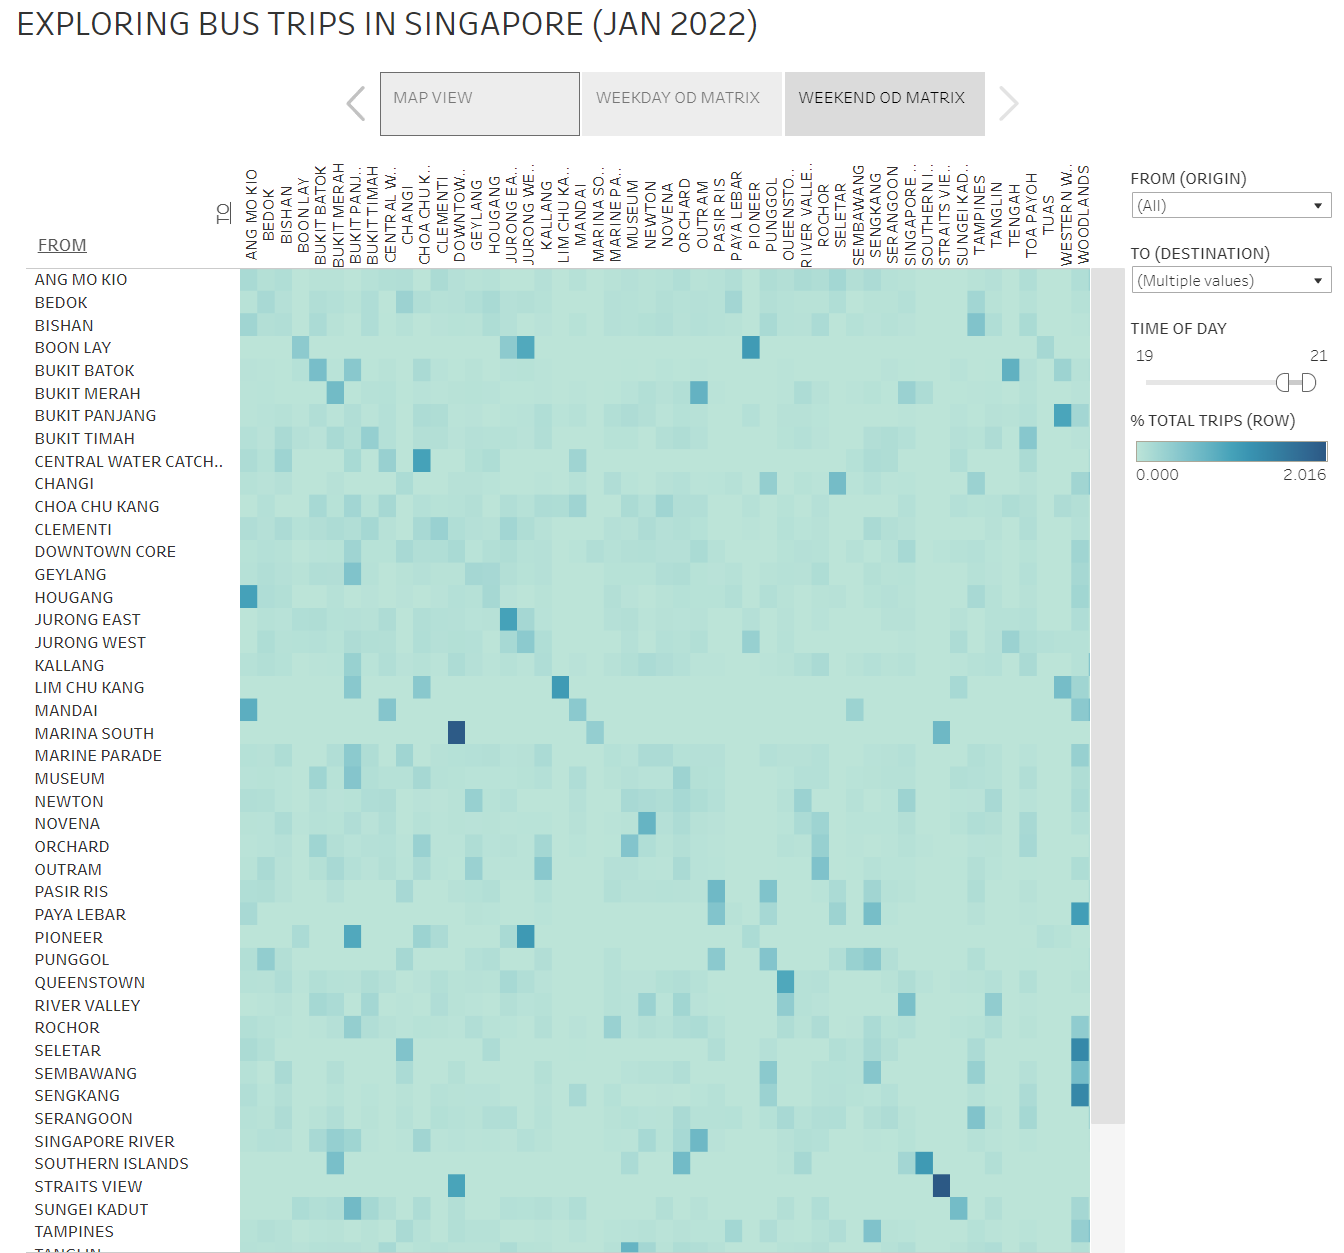 EXPLORING BUS TRIPS IN SINGAPORE (JAN 2022)
MAP VIEW
WEEKDAY OD MATRIX
WEEKEND OD MATRIX
FROM
TO
ANG MO KIO
BEDOK
BISHAN
BOON LAY
BUKIT BATOK
BUKIT MERAH
BUKIT PANJ..
BUKIT TIMAH
CENTRAL W..
CHANGI
CHOA CHU K..
CLEMENTI
DOWNTOW..
GEYLANG
HOUGANG
JURONG EA..
JURONG WE..
KALLANG
LIM CHU KA..
MANDAI
MARINA SO..
MARINE PA..
MUSEUM
NEWTON
NOVENA
ORCHARD
OUTRAM
PASIR RIS
PAYA LEBAR
PIONEER
PUNGGOL
QUEENSTO..
RIVER VALLE..
ROCHOR
SELETAR
SEMBAWANG
SENGKANG
SERANGOON
SINGAPORE ..
SOUTHERN I..
STRAITS VIE..
SUNGEI KAD..
TAMPINES
TANGLIN
TENGAH
TOA PAYOH
TUAS
WESTERN W..
WOODLANDS
ANG MO KIO
BEDOK
BISHAN
BOON LAY
BUKIT BATOK
BUKIT MERAH
BUKIT PANJANG
BUKIT TIMAH
CENTRAL WATER CATCH..
CHANGI
CHOA CHU KANG
CLEMENTI
DOWNTOWN CORE
GEYLANG
HOUGANG
JURONG EAST
JURONG WEST
KALLANG
LIM CHU KANG
MANDAI
MARINA SOUTH
MARINE PARADE
MUSEUM
NEWTON
NOVENA
ORCHARD
OUTRAM
PASIR RIS
PAYA LEBAR
PIONEER
PUNGGOL
QUEENSTOWN
RIVER VALLEY
ROCHOR
SELETAR
SEMBAWANG
SENGKANG
SERANGOON
SINGAPORE RIVER
SOUTHERN ISLANDS
STRAITS VIEW
SUNGEI KADUT
TAMPINES
TANGLIN
FROM (ORIGIN)
(All)
TO (DESTINATION)
(Multiple values)
TIME OF DAY
19 21
% TOTAL TRIPS (ROW)
0.000 2.016